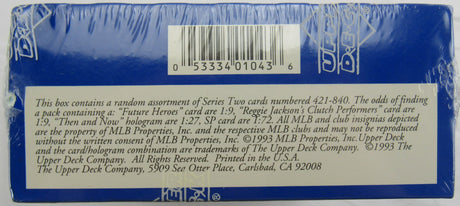 UPPER
DECK
0 53334 01043 6
This box contains a random assortment of Series Two cards numbered 421-840. The odds of finding
a pack containing a: "Future Heroes" card are 1:9, "Reggie Jackson's Clutch Performers" card are
1:9, "Then and Now" hologram are 1:27, SP card are 1:72. All MLB and club insignias depicted
are the property of MLB Properties, Inc. and the respective MLB clubs and may not be reproduced
without the written consent of MLB Properties, Inc. ©1993 MLB Properties, Inc.Upper Deck
and the card/hologram combination are trademarks of The Upper Deck Company. ©1993 The
Upper Deck Company. All Rights Reserved. Printed in the U.S.A.
The Upper Deck Company, 5909 Sea Otter Place, Carlsbad, CA 92008